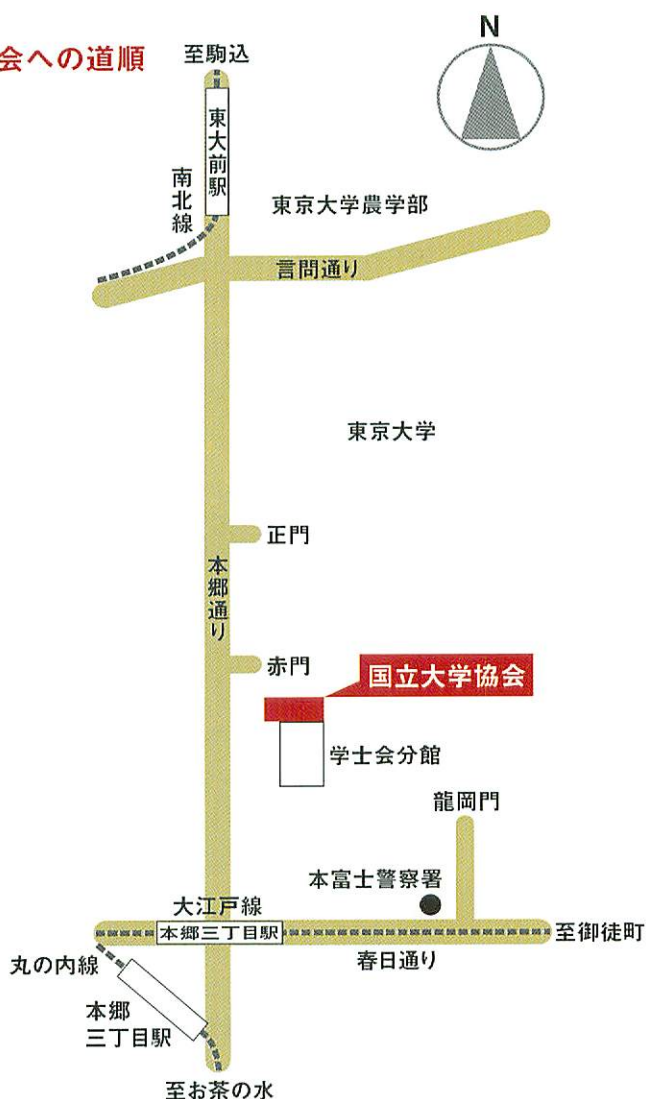 会への道順
至駒込
N
東大前駅
南北線
東京大学農学部
言問通り
東京大学
正門
本郷通り
赤門
国立大学協会
学士会分館
龍岡門
本富士警察署
大江戸線
本郷三丁目駅
至御徒町
春日通り
丸の内線
本郷
三丁目駅
至お茶の水